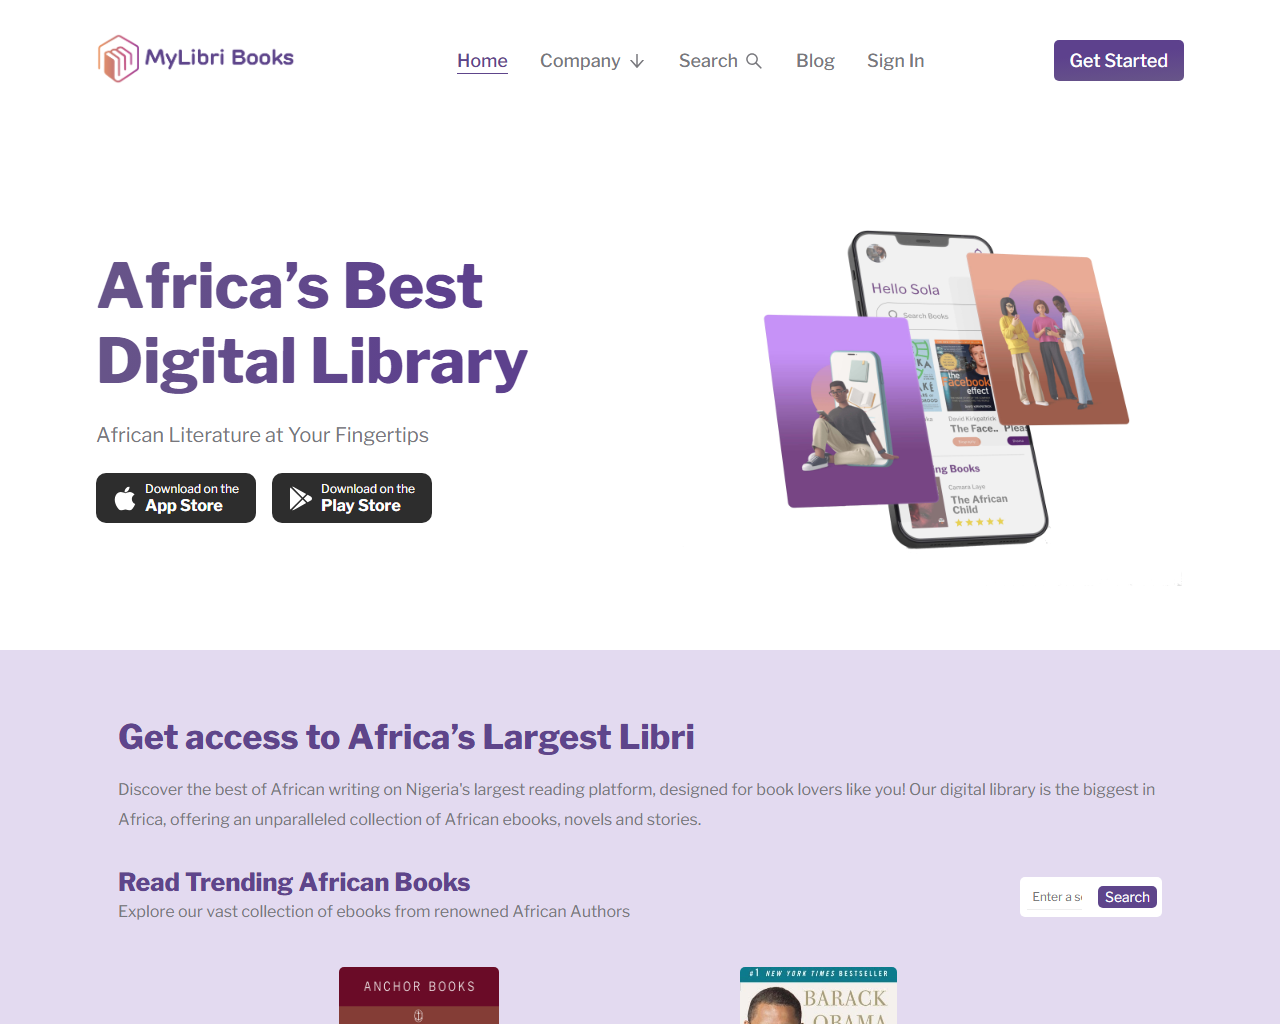 MyLibri Books
Home
Company
Search
Blog
Sign In
Get Started
Africa’s Best
Digital Library
African Literature at Your Fingertips
Download on the
App Store
Download on the
Play Store
Hello Sola
Search Books
the
facebook
effect
David Kirkpatrick
The Face..
Pleas
ng Books
Camara Laye
The African
Child
Get access to Africa’s Largest Libri
Discover the best of African writing on Nigeria's largest reading platform, designed for book lovers like you! Our digital library is the biggest in
Africa, offering an unparalleled collection of African ebooks, novels and stories.
Read Trending African Books
Explore our vast collection of ebooks from renowned African Authors
Enter a s
Search
ANCHOR BOOKS
#1 NEW YORK TIMES BESTSELLER
BARACK
OBAMA